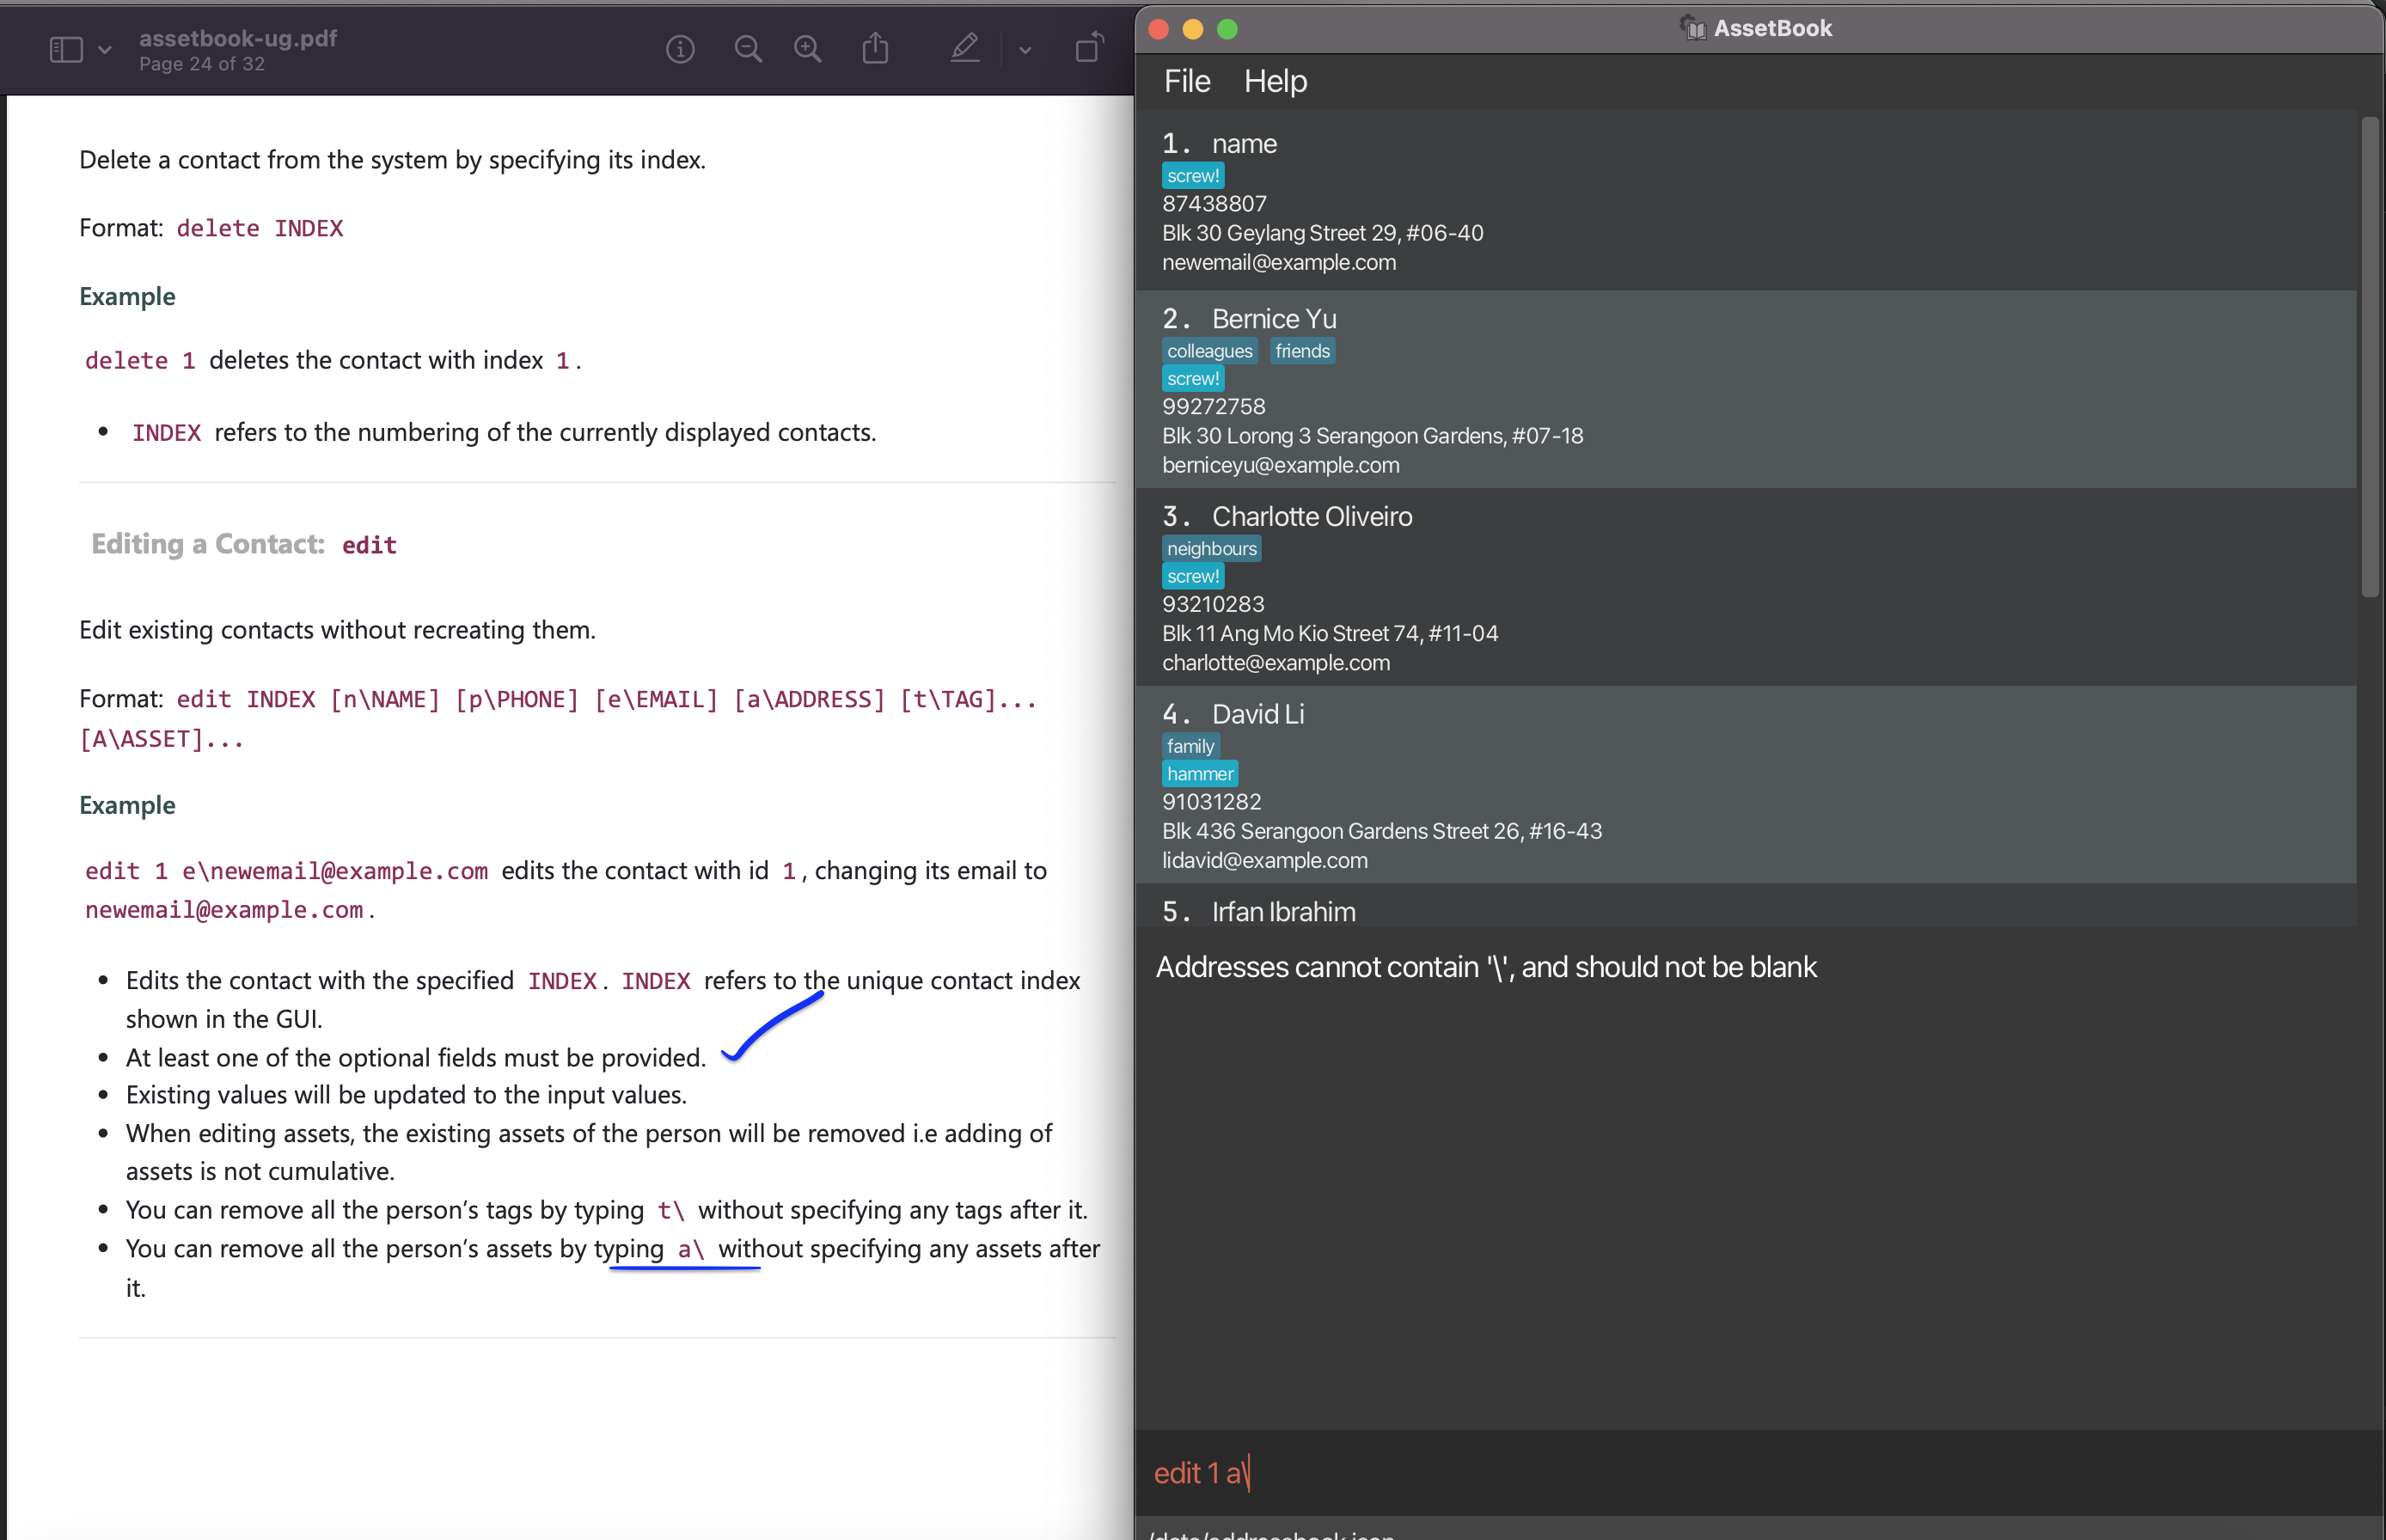 assetbook-ug.pdf
Page 24 of 32
Delete a contact from the system by specifying its index.
Format: delete INDEX
Example
delete 1 deletes the contact with index 1.
• INDEX refers to the numbering of the currently displayed contacts.
Editing a Contact: edit
Edit existing contacts without recreating them.
Format: edit INDEX [n\NAME] [p\PHONE] [e\EMAIL] [a\ADDRESS] [t\TAG]...
[A\ASSET]...
Example
edit 1 e\newemail@example.com edits the contact with id 1, changing its email to
newemail@example.com.
• Edits the contact with the specified INDEX. INDEX refers to the unique contact index
shown in the GUI.
• At least one of the optional fields must be provided.
• Existing values will be updated to the input values.
• When editing assets, the existing assets of the person will be removed i.e adding of
assets is not cumulative.
• You can remove all the person’s tags by typing t\ without specifying any tags after it.
• You can remove all the person’s assets by typing a\ without specifying any assets after
it.
AssetBook
File Help
1. name
screw!
87438807
Blk 30 Geylang Street 29, #06-40
newemail@example.com
2. Bernice Yu
colleagues friends
screw!
99272758
Blk 30 Lorong 3 Serangoon Gardens, #07-18
berniceyu@example.com
3. Charlotte Oliveiro
neighbours
screw!
93210283
Blk 11 Ang Mo Kio Street 74, #11-04
charlotte@example.com
4. David Li
family
hammer
91031282
Blk 436 Serangoon Gardens Street 26, #16-43
lidavid@example.com
5. Irfan Ibrahim
Addresses cannot contain '\', and should not be blank
edit 1 a\
/data/addressbook.json